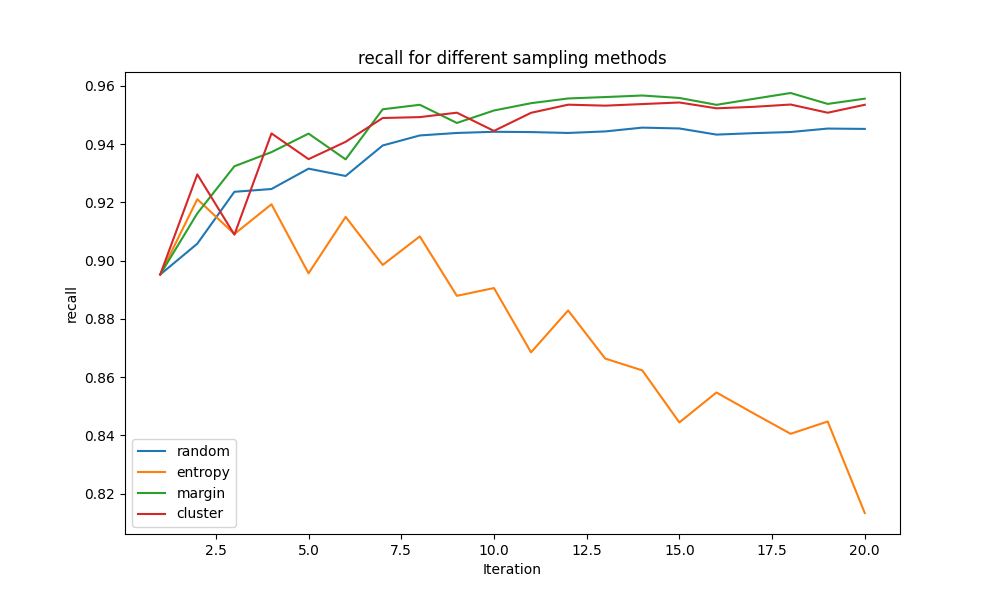 recall for different sampling methods
0.96
0.94
0.92
0.90
0.88
0.86
0.84
0.82
recall
random
entropy
margin
cluster
2.5 5.0 7.5 10.0 12.5 15.0 17.5 20.0
Iteration